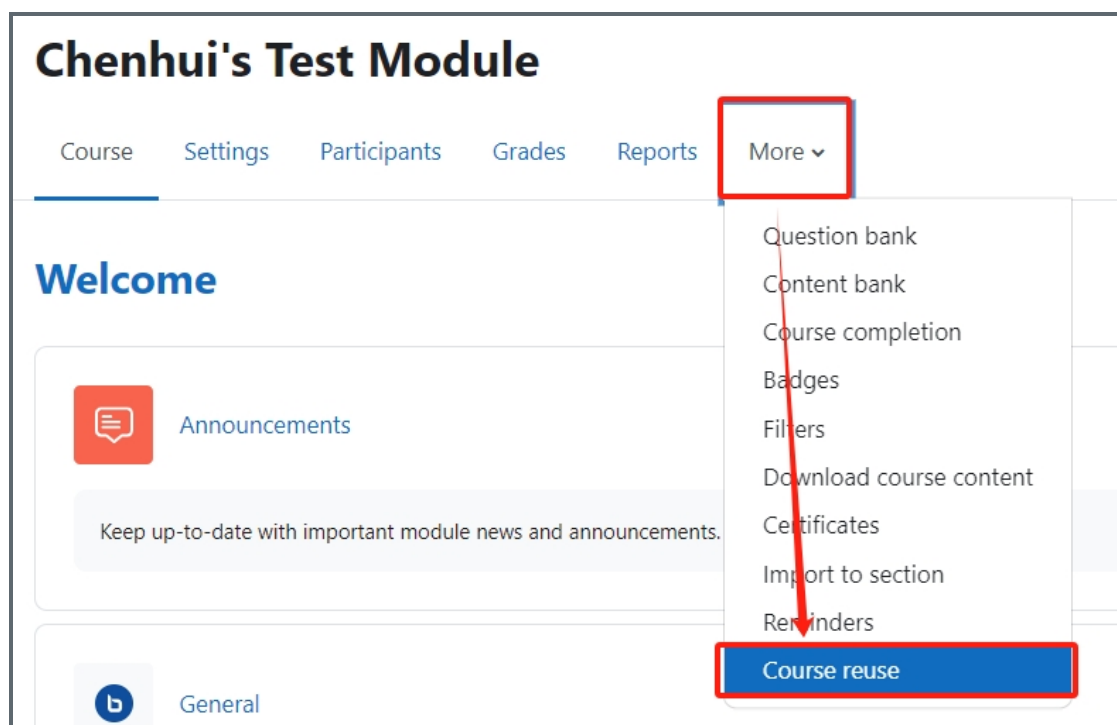 Chenhui's Test Module
Course Settings Participants Grades Reports More
Question bank
Content bank
Course completion
Badges
Filters
Download course content
Certificates
Import to section
Reminders
Course reuse
Welcome
Announcements
Keep up-to-date with important module news and announcements.
b
General